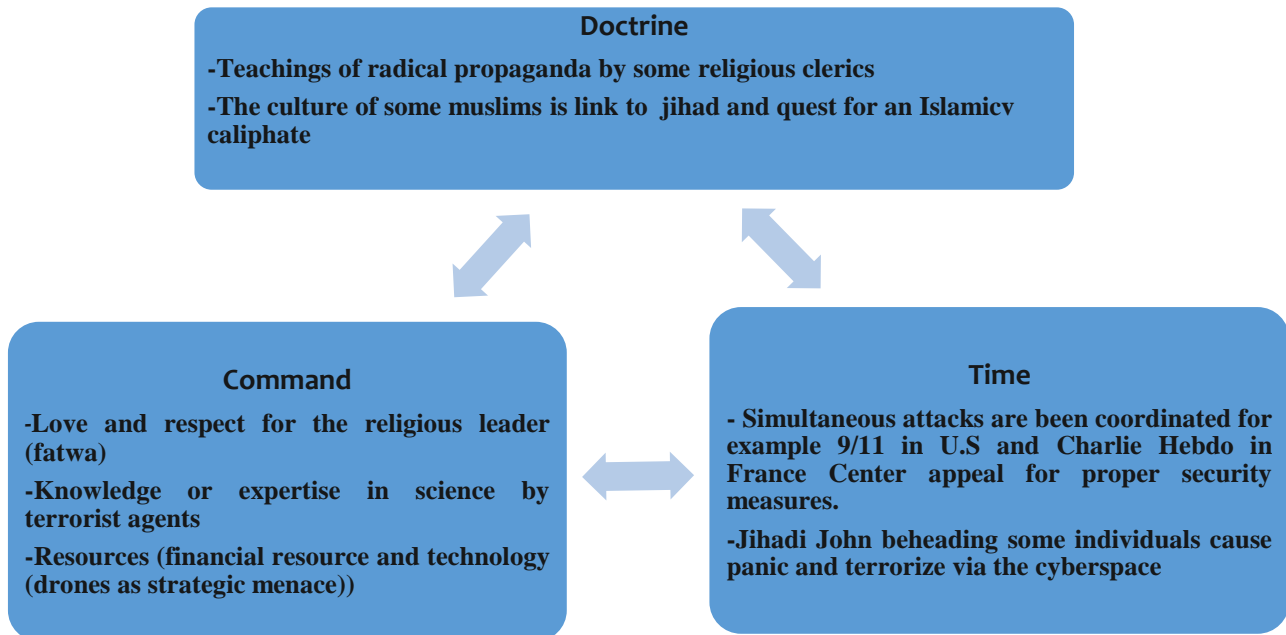 Doctrine
-Teachings of radical propaganda by some religious clerics
-The culture of some muslims is link to jihad and quest for an Islamicv
caliphate
Command
-Love and respect for the religious leader
(fatwa)
-Knowledge or expertise in science by
terrorist agents
-Resources (financial resource and technology
(drones as strategic menace))
Time
- Simultaneous attacks are been coordinated for
example 9/11 in U.S and Charlie Hebdo in
France Center appeal for proper security
measures.
-Jihadi John beheading some individuals cause
panic and terrorize via the cyberspace